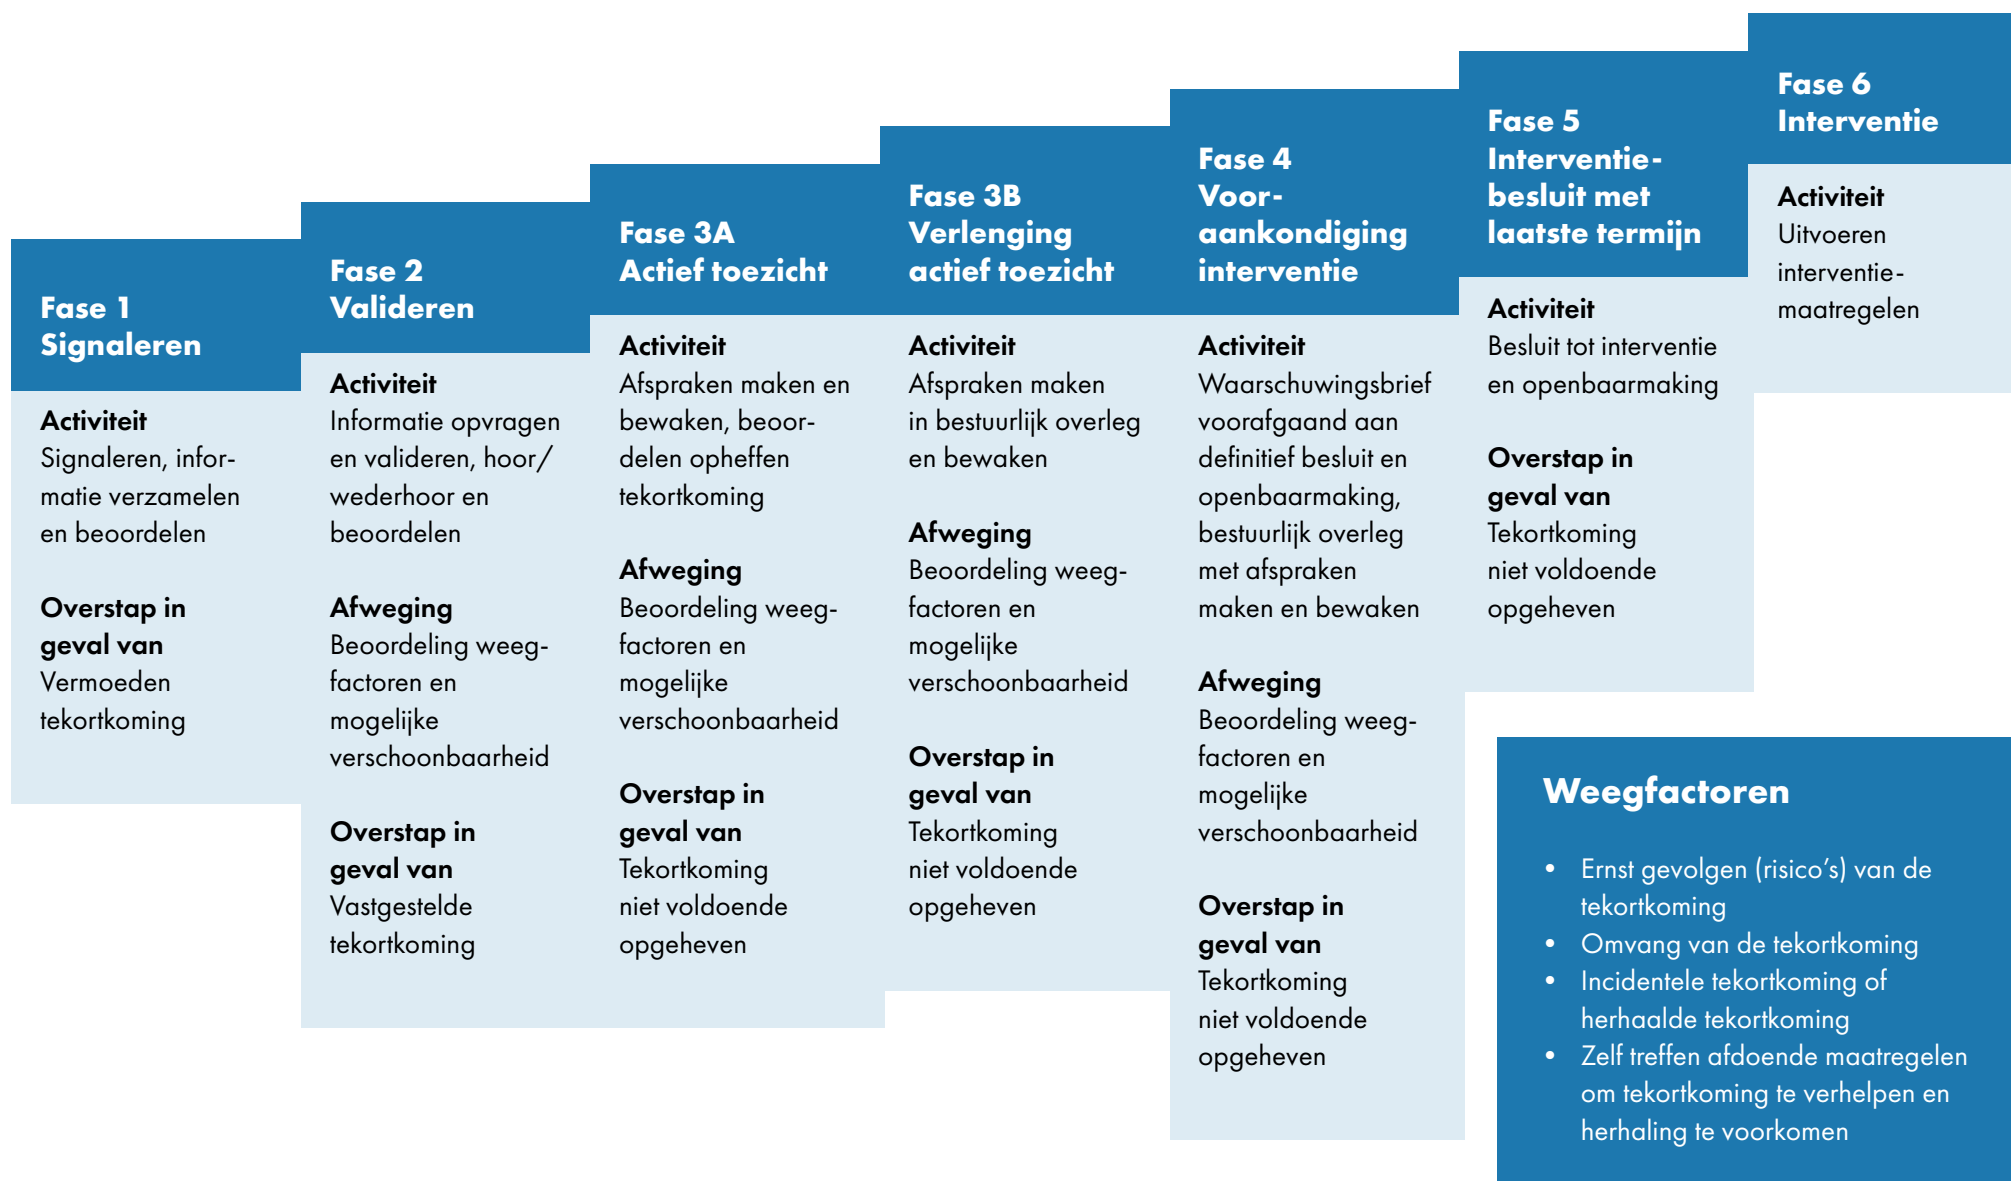 Fase 1
Signaleren
Activiteit
Signaleren, infor-
matie verzamelen
en beoordelen
Overstap in
geval van
Vermoeden
tekortkoming
Fase 2
Valideren
Activiteit
Informatie opvragen
en valideren, hoor/
wederhoor en
beoordelen
Afweging
Beoordeling weeg-
factoren en
mogelijke
verschoonbaarheid
Overstap in
geval van
Vastgestelde
tekortkoming
Fase 3A
Actief toezicht
Activiteit
Afspraken maken en
bewaken, beoor-
delen opheffen
tekortkoming
Afweging
Beoordeling weeg-
factoren en
mogelijke
verschoonbaarheid
Overstap in
geval van
Tekortkoming
niet voldoende
opgeheven
Fase 3B
Verlenging
actief toezicht
Activiteit
Afspraken maken
in bestuurlijk overleg
en bewaken
Afweging
Beoordeling weeg-
factoren en
mogelijke
verschoonbaarheid
Overstap in
geval van
Tekortkoming
niet voldoende
opgeheven
Fase 4
Voor-
aankondiging
interventie
Activiteit
Waarschuwingsbrief
voorafgaand aan
definitief besluit en
openbaarmaking,
bestuurlijk overleg
met afspraken
maken en bewaken
Afweging
Beoordeling weeg-
factoren en
mogelijke
verschoonbaarheid
Overstap in
geval van
Tekortkoming
niet voldoende
opgeheven
Fase 5
Interventie-
besluit met
laatste termijn
Activiteit
Besluit tot interventie
en openbaarmaking
Overstap in
geval van
Tekortkoming
niet voldoende
opgeheven
Fase 6
Interventie
Activiteit
Uitvoeren
interventie-
maatregelen
Weegfactoren
• Ernst gevolgen (risico’s) van de
tekortkoming
• Omvang van de tekortkoming
• Incidentele tekortkoming of
herhaalde tekortkoming
• Zelf treffen afdoende maatregelen
om tekortkoming te verhelpen en
herhaling te voorkomen